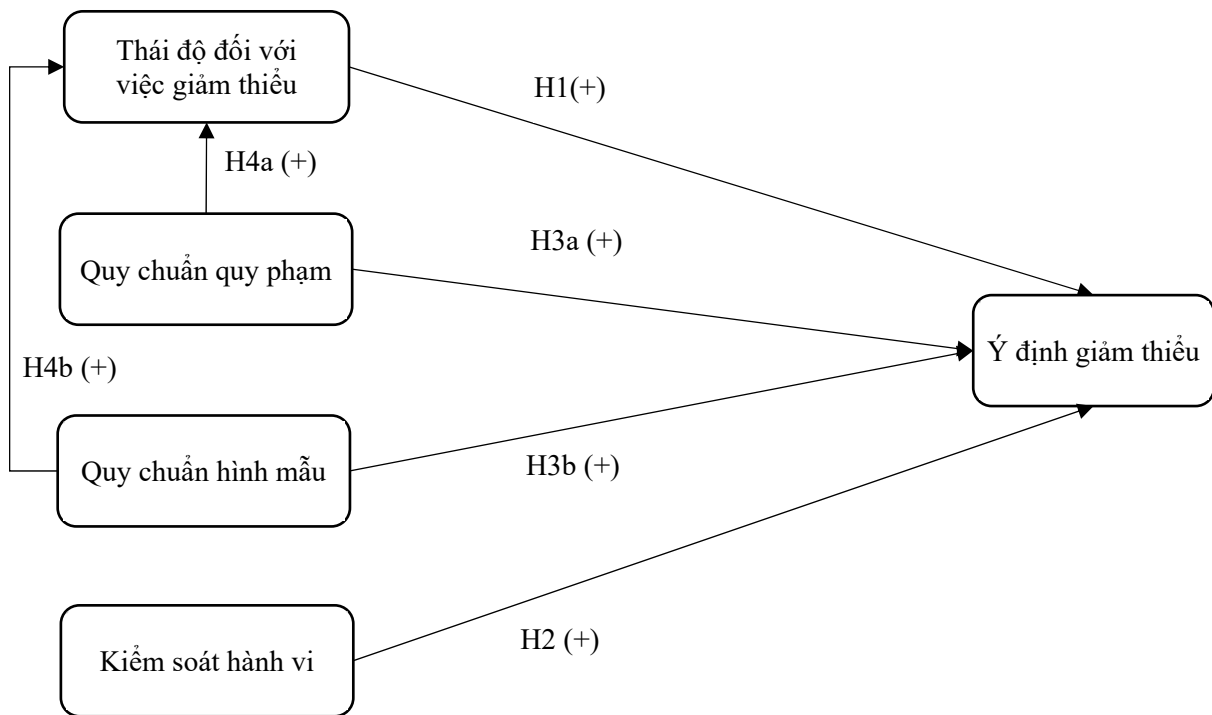 Thái độ đối với
việc giảm thiểu
H1(+)
H4a (+)
Quy chuẩn quy phạm
H3a (+)
Ý định giảm thiểu
H4b (+)
Quy chuẩn hình mẫu
H3b (+)
H2 (+)
Kiểm soát hành vi